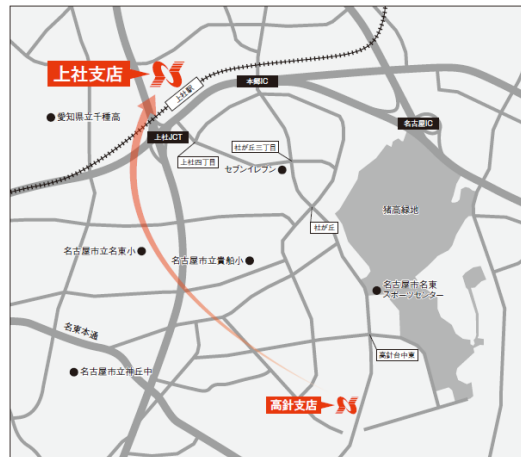 上社支店
上社駅
本郷IC
愛知県立千種高
上社JCT
社が丘三丁目
名古屋IC
上社四丁目
セブンイレブン
猪高緑地
社が丘
名古屋市立名東小
名古屋市立貴船小
名古屋市名東
スポーツセンター
名東本通
高針台中東
名古屋市立神丘中
高針支店